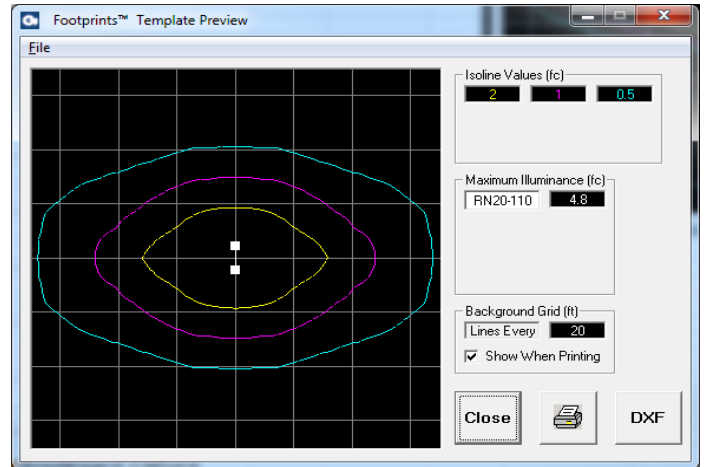 Footprints™ Template Preview
File
Isoline Values (fc)
2 1 0.5
Maximum Illuminance (fc)
RN20-110 4.8
Background Grid (ft)
Lines Every 20
Show When Printing
Close DXF